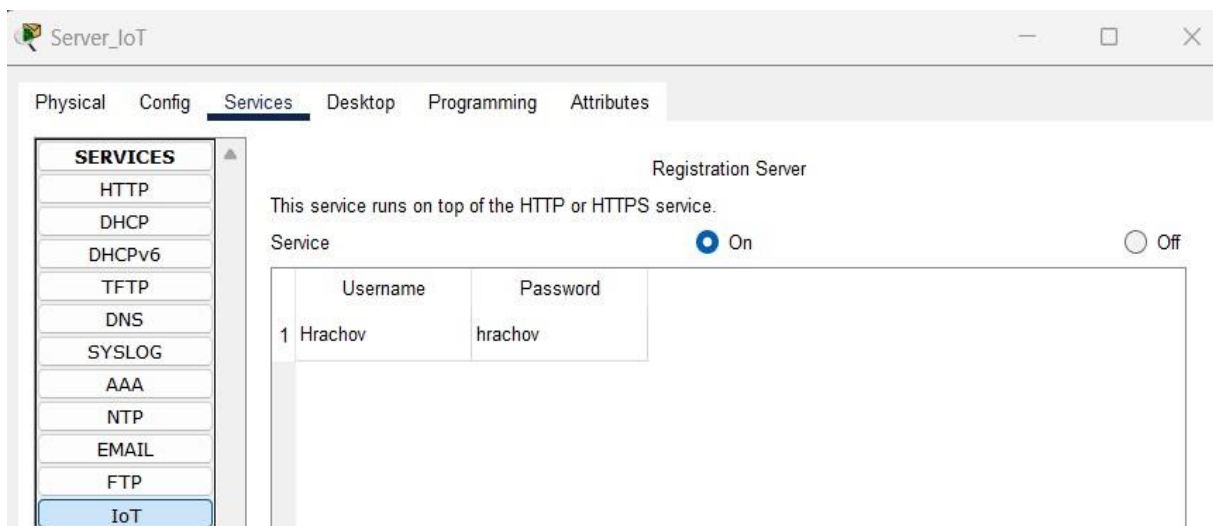 Server_IoT
Physical Config Services Desktop Programming Attributes
SERVICES
HTTP
DHCP
DHCPv6
TFTP
DNS
SYSLOG
AAA
NTP
EMAIL
FTP
IoT
Registration Server
This service runs on top of the HTTP or HTTPS service.
Service On Off
Username Password
1 Hrachov hrachov